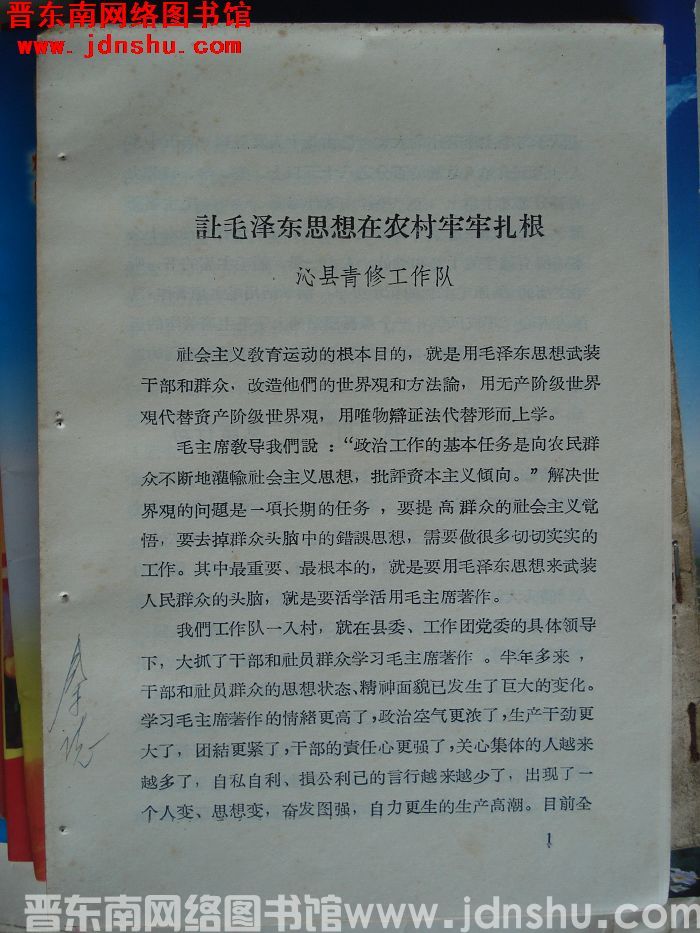 晋东南网络图书馆
www.jdnshu.com
訁毛泽东思想在农村牢牢扎根
沁县青修工作队
社会主义敎育运动的根本目的，就是用毛泽东思想武装
干部和群众，改造他們的世界覌和方法論，用无产阶级世界
覌代替资产阶级世界覌，用唯物辯证法代替形而上学。
毛主席敎导我們説：“政治工作的基本任务是向农民群
众不断地灌輸社会主义思想，批評资本主义傾向。”解决世
界覌的问题是一項长期的任务，要提高群众的社会主义覚
悟，要去掉群众头脑中的錯誤思想，需要做很多切切实实的
工作。其中最重要、最根本的，就是要用毛泽东思想来武装
人民群众的头脑，就是要活学活用毛主席著作。
我們工作队一入村，就在县委、工作团党委的具体领导
下，大抓了干部和社员群众学习毛主席著作。半年多来，
干部和社员群众的思想状态、精神面貌已发生了巨大的变化。
学习毛主席著作的情緒更高了，政治空气更浓了，生产干劲更
大了，团結更紧了，干部的責任心更强了，关心集体的人越来
越多了，自私自利、損公利己的言行越来越少了，出现了一
个人变、思想变，奋发图强，自力更生的生产高潮。目前全
1
晋东南网络图书馆www.jdnshu.com